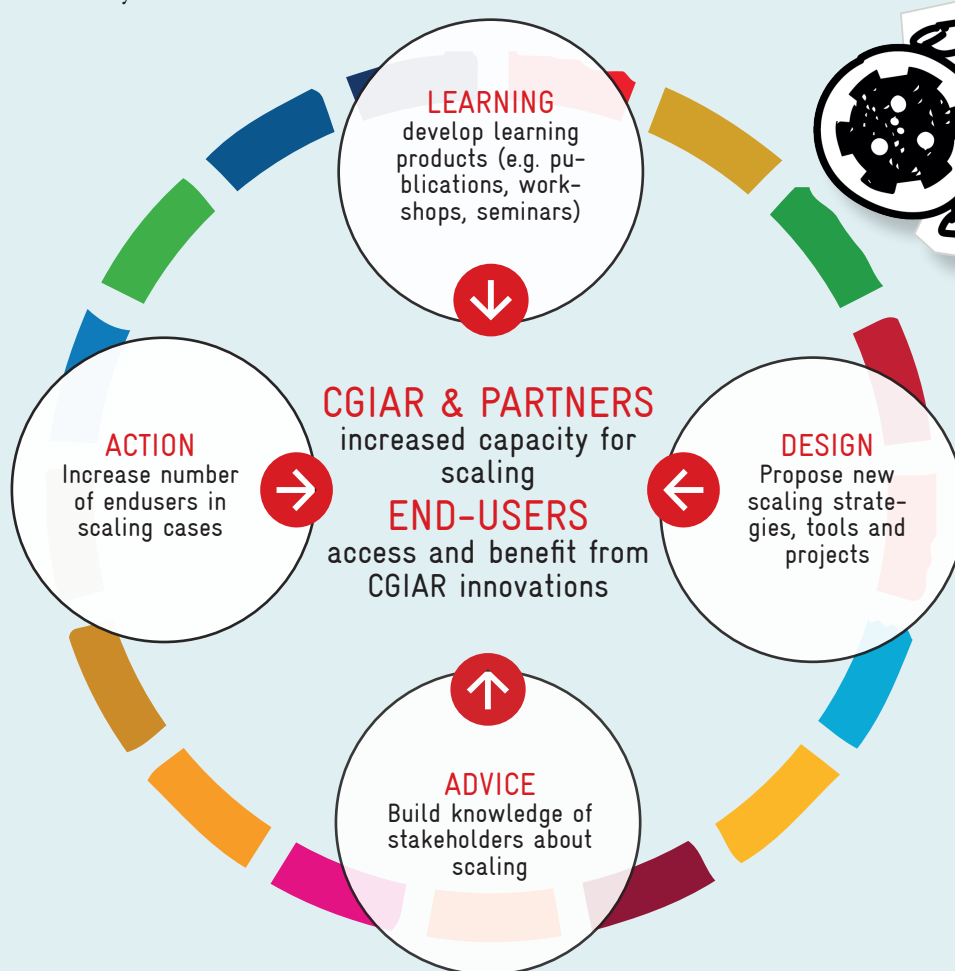 LEARNING
develop learning
products (e.g. pu-
blications, work-
shops, seminars)
CGIAR & PARTNERS
increased capacity for
scaling
END-USERS
access and benefit from
CGIAR innovations
ACTION
Increase number
of endusers in
scaling cases
DESIGN
Propose new
scaling strate-
gies, tools and
projects
ADVICE
Build knowledge of
stakeholders about
scaling